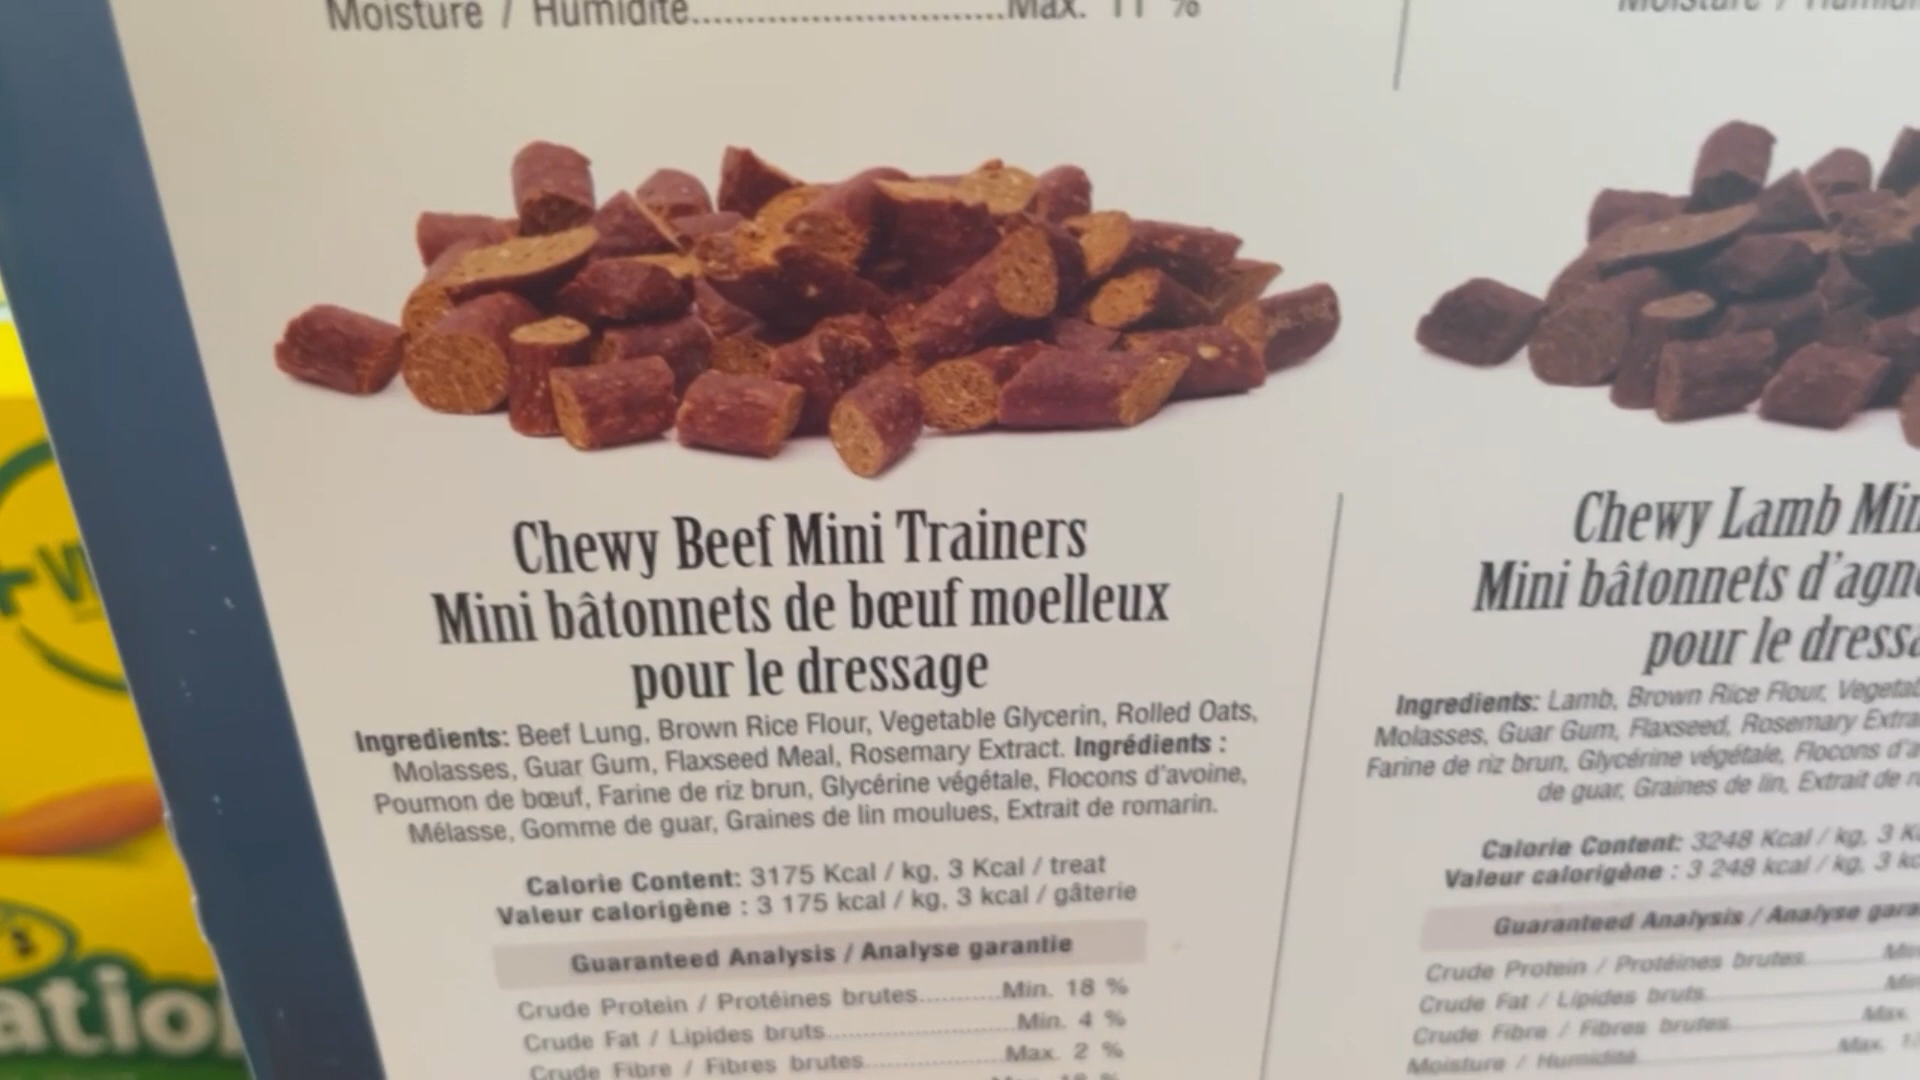 Moisture / Humidité..............................Max. 11 %
Chewy Beef Mini Trainers
Mini bâtonnets de bœuf moelleux
pour le dressage
Ingredients: Beef Lung, Brown Rice Flour, Vegetable Glycerin, Rolled Oats,
Molasses, Guar Gum, Flaxseed Meal, Rosemary Extract. Ingrédients :
Poumon de bœuf, Farine de riz brun, Glycérine végétale, Flocons d'avoine,
Mélasse, Gomme de guar, Graines de lin moulues, Extrait de romarin.
Calorie Content: 3175 Kcal / kg, 3 Kcal / treat
Valeur calorigène : 3 175 kcal / kg, 3 kcal / gâterie
Guaranteed Analysis / Analyse garantie
Crude Protein / Protéines brutes...........Min. 18 %
Crude Fat / Lipides bruts.........................Min. 4 %
Crude Fibre / Fibres brutes...................Max. 2 %
Chewy Lamb
Mini bâtonnets
pour le
Ingredients: Lamb, Brown Rice Flour,
Molasses, Guar Gum, Flaxseed, Rosemary
Farine de riz brun, Glycérine végétale, Flocons
de guar, Graines de lin, Extrait de
Calorie Content: 3248 Kcal / kg, 3
Valeur calorigène : 3 248 kcal / kg, 3
Guaranteed Analysis / Analyse
Crude Protein / Protéines brutes
Crude Fat / Lipides bruts
Crude Fibre / Fibres brutes
Moisture / Humidité